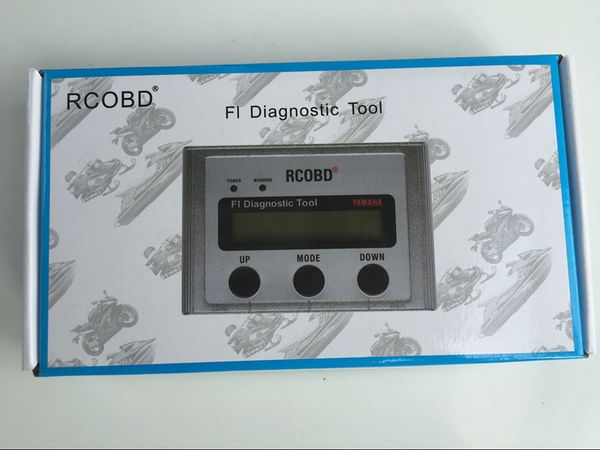 RCOBD®
FI Diagnostic Tool
RCOBD®
POWER WARNING
FI Diagnostic Tool YAMAHA
UP MODE DOWN